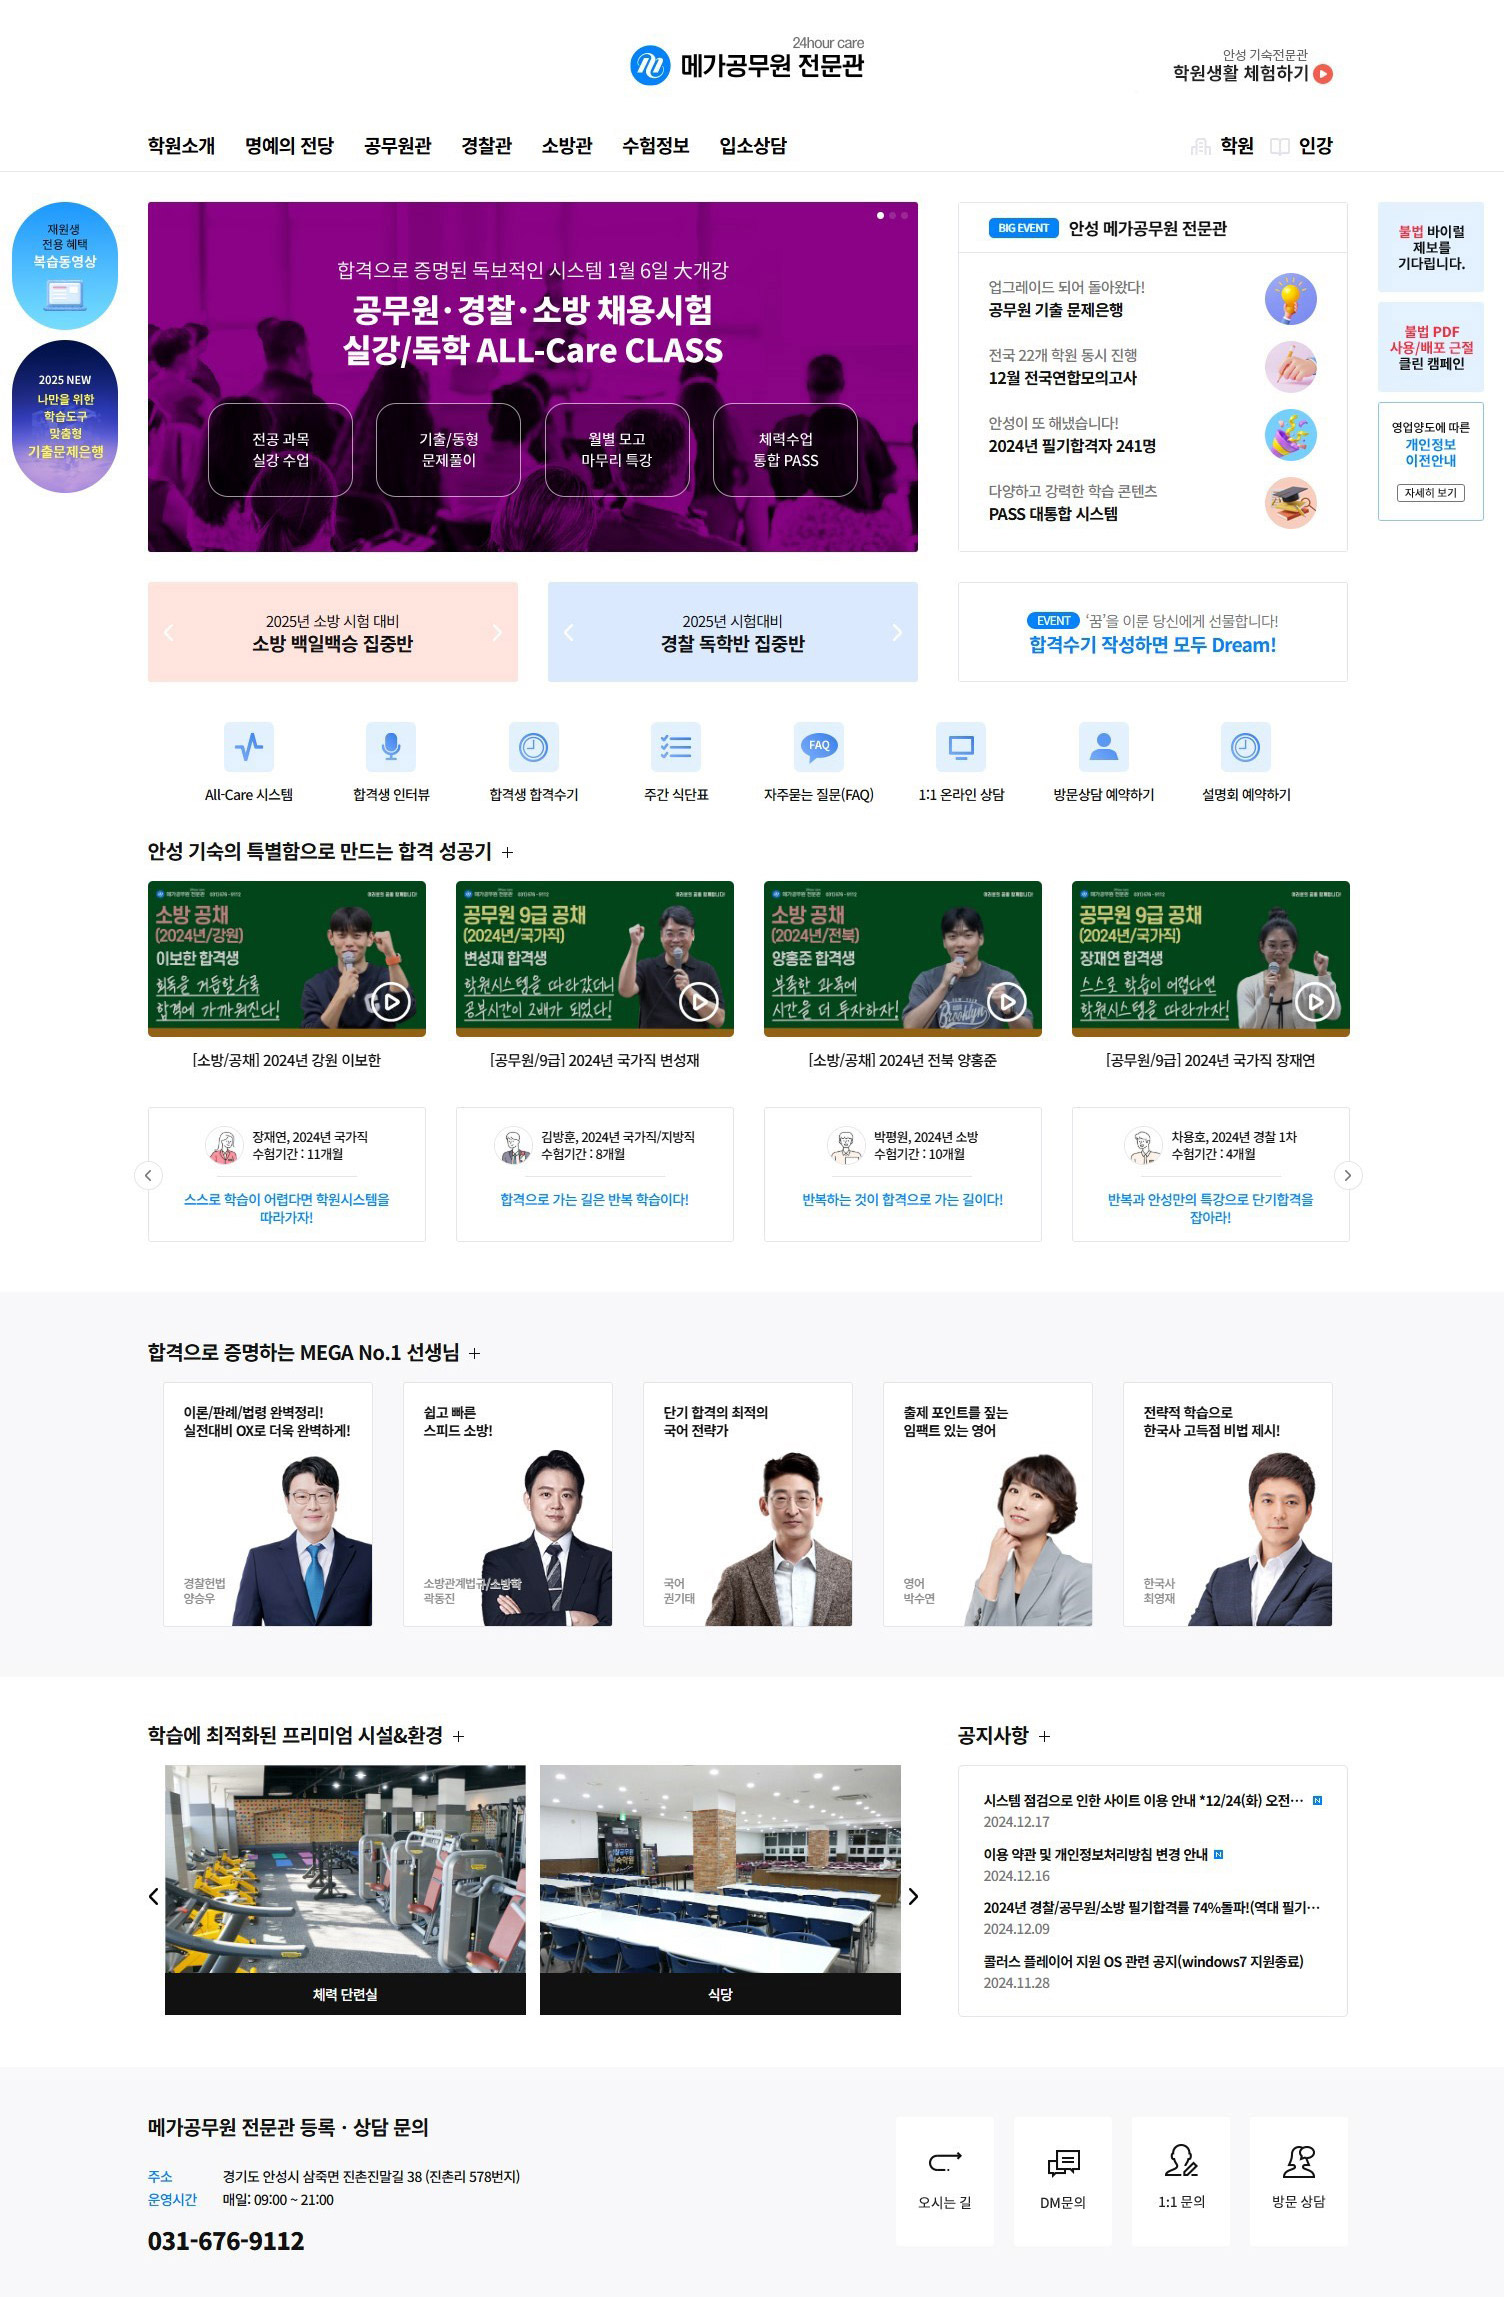 24hour care
메가공무원 전문관
안성 기숙전문관
학원생활 체험하기
학원소개 명예의 전당 공무원관 경찰관 소방관 수험정보 입소상담
학원 인강
재원생
전용 혜택
복습동영상
2025 NEW
나만을 위한
학습도구
맞춤형
기출문제은행
합격으로 증명된 독보적인 시스템 1월 6일 大개강
공무원·경찰·소방 채용시험
실강/독학 ALL-Care CLASS
전공 과목
실강 수업
기출/동형
문제풀이
월별 모고
마무리 특강
체력수업
통합 PASS
BIG EVENT 안성 메가공무원 전문관
업그레이드 되어 돌아왔다!
공무원 기출 문제은행
전국 22개 학원 동시 진행
12월 전국연합모의고사
안성이 또 해냈습니다!
2024년 필기합격자 241명
다양하고 강력한 학습 콘텐츠
PASS 대통합 시스템
불법 바이럴
제보를
기다립니다.
불법 PDF
사용/배포 근절
클린 캠페인
영업양도에 따른
개인정보
이전안내
자세히 보기
2025년 소방 시험 대비
소방 백일백승 집중반
2025년 시험대비
경찰 독학반 집중반
EVENT ‘꿈’을 이룬 당신에게 선물합니다!
합격수기 작성하면 모두 Dream!
FAQ
All-Care 시스템
합격생 인터뷰
합격생 합격수기
주간 식단표
자주묻는 질문(FAQ)
1:1 온라인 상담
방문상담 예약하기
설명회 예약하기
안성 기숙의 특별함으로 만드는 합격 성공기 +
메가공무원 전문관 031) 676 - 9112
소방 공채
(2024년/강원)
이보한 합격생
회독을 거듭할수록
합격에 가까워진다!
[소방/공채] 2024년 강원 이보한
메가공무원 전문관 031) 676 - 9112
공무원 9급 공채
(2024년/국가직)
변성재 합격생
학원시스템을 따라갔더니
공부시간이 2배가 되었다!
[공무원/9급] 2024년 국가직 변성재
메가공무원 전문관 031) 676 - 9112
소방 공채
(2024년/전북)
양홍준 합격생
부족한 과목에
시간을 더 투자하자!
Brooklyn
[소방/공채] 2024년 전북 양홍준
메가공무원 전문관 031) 676 - 9112
공무원 9급 공채
(2024년/국가직)
장재연 합격생
스스로 학습이 어렵다면
학원시스템을 따라가자!
[공무원/9급] 2024년 국가직 장재연
장재연, 2024년 국가직
수험기간 : 11개월
스스로 학습이 어렵다면 학원시스템을
따라가자!
김방훈, 2024년 국가직/지방직
수험기간 : 8개월
합격으로 가는 길은 반복 학습이다!
박평원, 2024년 소방
수험기간 : 10개월
반복하는 것이 합격으로 가는 길이다!
차용호, 2024년 경찰 1차
수험기간 : 4개월
반복과 안성만의 특강으로 단기합격을
잡아라!
합격으로 증명하는 MEGA No.1 선생님 +
이론/판례/법령 완벽정리!
실전대비 OX로 더욱 완벽하게!
경찰헌법
양승우
쉽고 빠른
스피드 소방!
소방관계법규/소방학
곽동진
단기 합격의 최적의
국어 전략가
국어
권기태
출제 포인트를 짚는
임팩트 있는 영어
영어
박수연
전략적 학습으로
한국사 고득점 비법 제시!
한국사
최영재
학습에 최적화된 프리미엄 시설&환경 +
체력 단련실
식당
공지사항 +
시스템 점검으로 인한 사이트 이용 안내 *12/24(화) 오전… N
2024.12.17
이용 약관 및 개인정보처리방침 변경 안내 N
2024.12.16
2024년 경찰/공무원/소방 필기합격률 74%돌파!(역대 필기…
2024.12.09
콜러스 플레이어 지원 OS 관련 공지(windows7 지원종료)
2024.11.28
메가공무원 전문관 등록 · 상담 문의
주소 경기도 안성시 삼죽면 진촌진말길 38 (진촌리 578번지)
운영시간 매일: 09:00 ~ 21:00
031-676-9112
오시는 길
DM문의
1:1 문의
방문 상담